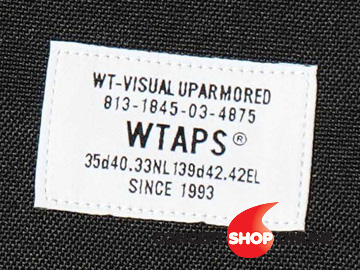 WT-VISUAL UPARMORED
813-1845-03-4875
WTAPS®
35d40.33NL139d42.42EL
SINCE 1993
SHOP